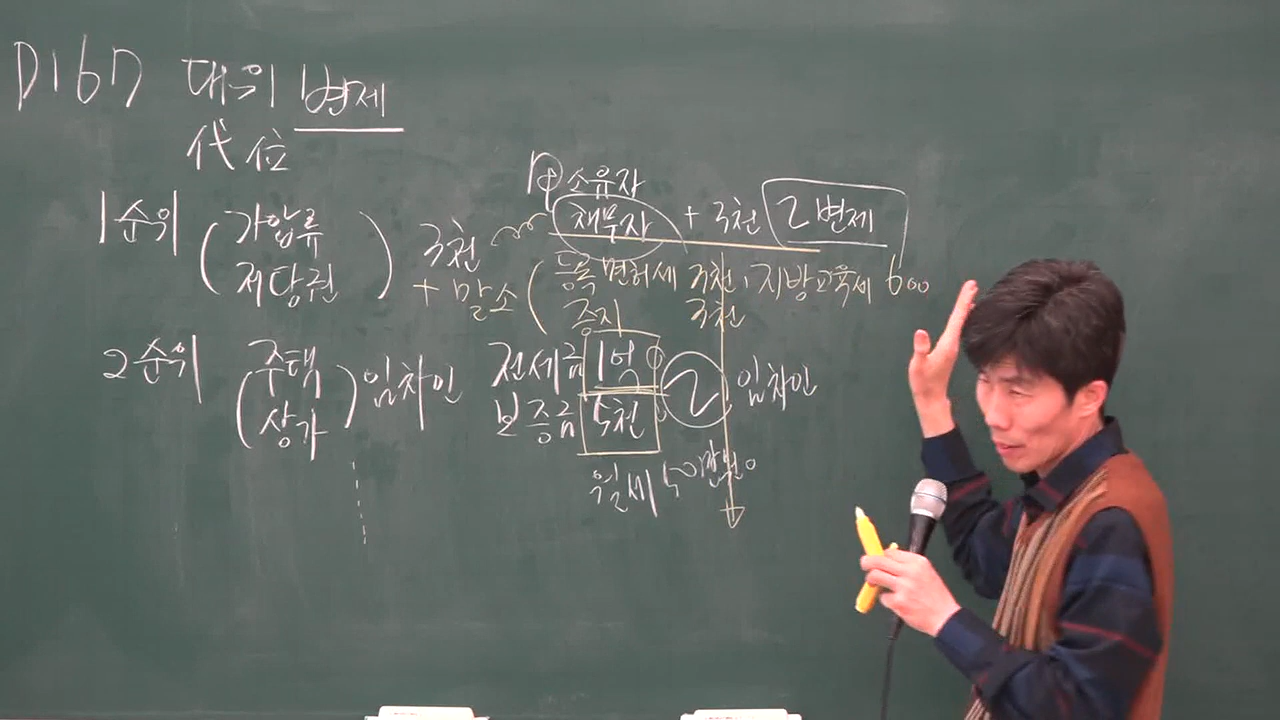 D167 대위 변제
代位
소유자
1순위 (가압류 저당권) 3천 채무자 + 3천 2 변제
+ 말소 (등록면허세 3천, 지방교육세 600
증지 3천
2순위 (주택 상가) 임차인 전세금 1억 임차인
보증금 5천
월세 50만원